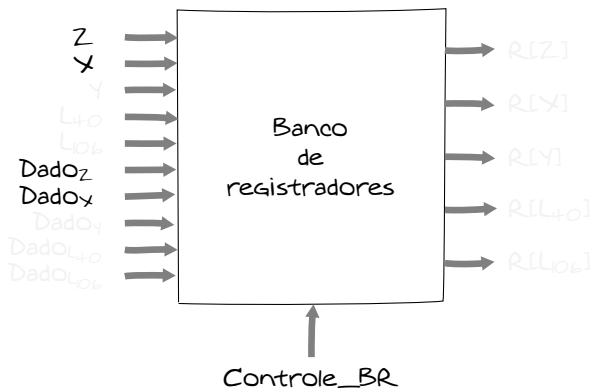 Z
X
Y
L40
L106
DadoZ
DadoX
DadoY
DadoL40
DadoL106
Banco
de
registradores
R[Z]
R[X]
R[Y]
R[L40]
R[L106]
Controle_BR